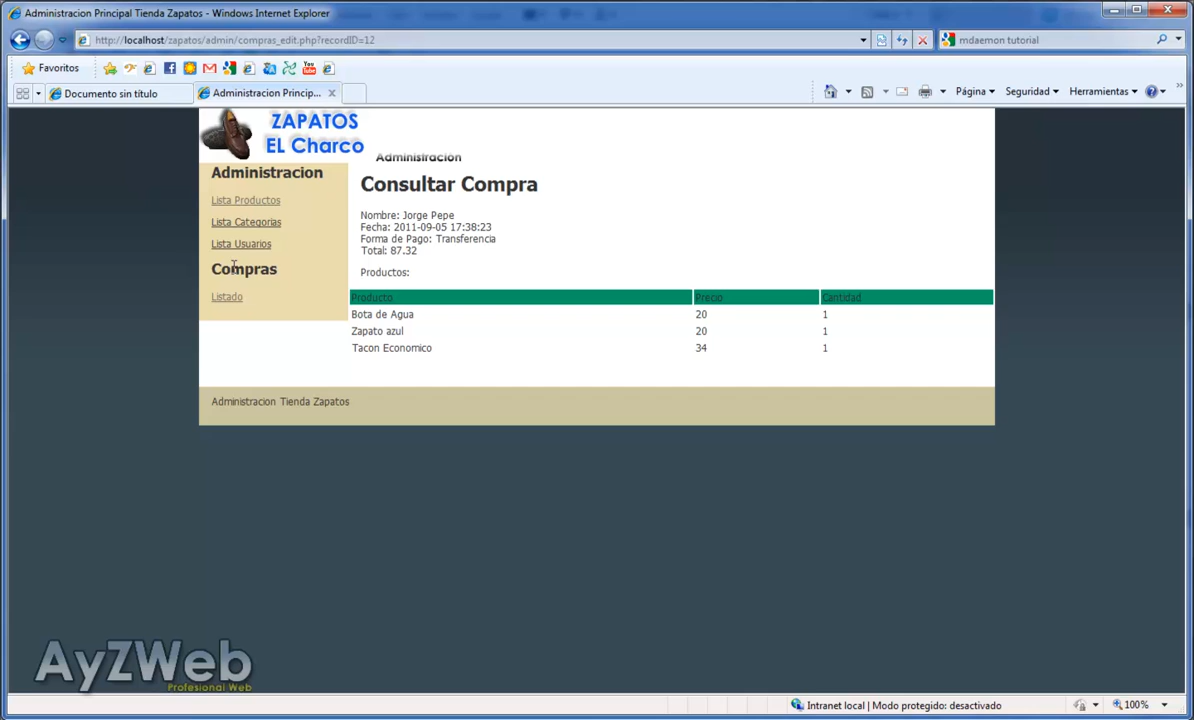 Administracion Principal Tienda Zapatos - Windows Internet Explorer
http://localhost/zapatos/admin/compras_edit.php?recordID=12
mdaemon tutorial
Favoritos
Documento sin título
Administracion Princip...
Página
Seguridad
Herramientas
ZAPATOS
EL Charco
Administración
Administracion
Lista Productos
Lista Categorias
Lista Usuarios
Compras
Listado
Consultar Compra
Nombre: Jorge Pepe
Fecha: 2011-09-05 17:38:23
Forma de Pago: Transferencia
Total: 87.32
Productos:
Producto Precio Cantidad
Bota de Agua 20 1
Zapato azul 20 1
Tacon Economico 34 1
Administracion Tienda Zapatos
AyZWeb
Profesional Web
Intranet local | Modo protegido: desactivado
100%